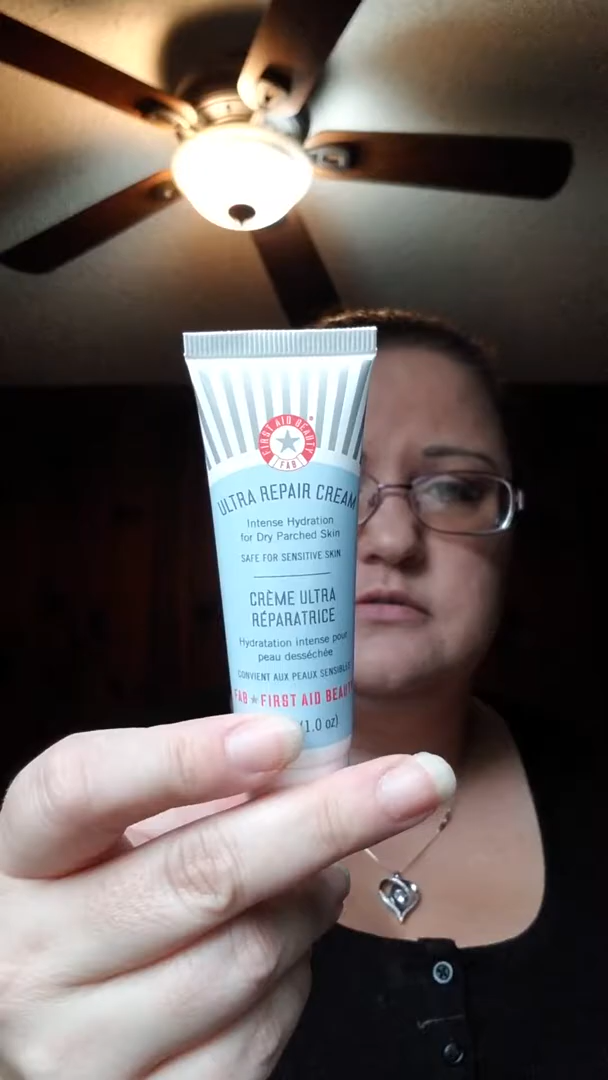 FIRST AID BEAUTY®
FAB
ULTRA REPAIR CREAM
Intense Hydration
for Dry Parched Skin
SAFE FOR SENSITIVE SKIN
CRÈME ULTRA
RÉPARATRICE
Hydratation intense pour
peau desséchée
CONVIENT AUX PEAUX SENSIBLES
FAB ★ FIRST AID BEAUTY
(1.0 oz)